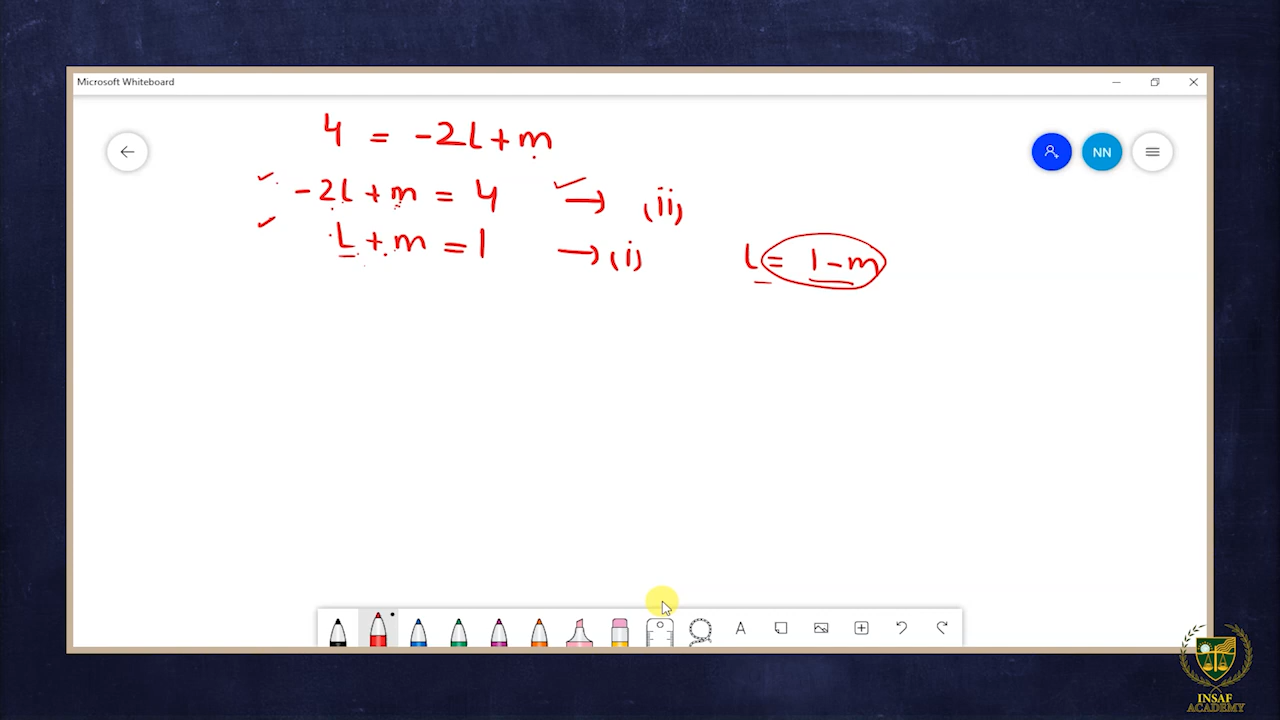 Microsoft Whiteboard
4 = -2l+m
-2l+m = 4 → (ii)
l+m = 1 → (i)
l = 1-m
NN
A
INSAF
ACADEMY